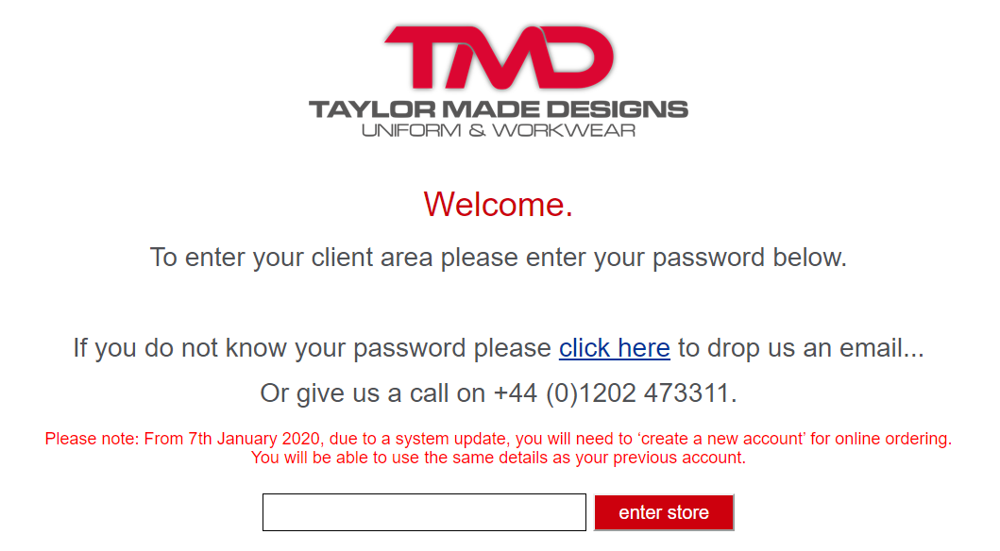 TMD
TAYLOR MADE DESIGNS
UNIFORM & WORKWEAR
Welcome.
To enter your client area please enter your password below.
If you do not know your password please click here to drop us an email...
Or give us a call on +44 (0)1202 473311.
Please note: From 7th January 2020, due to a system update, you will need to ‘create a new account’ for online ordering.
You will be able to use the same details as your previous account.
enter store